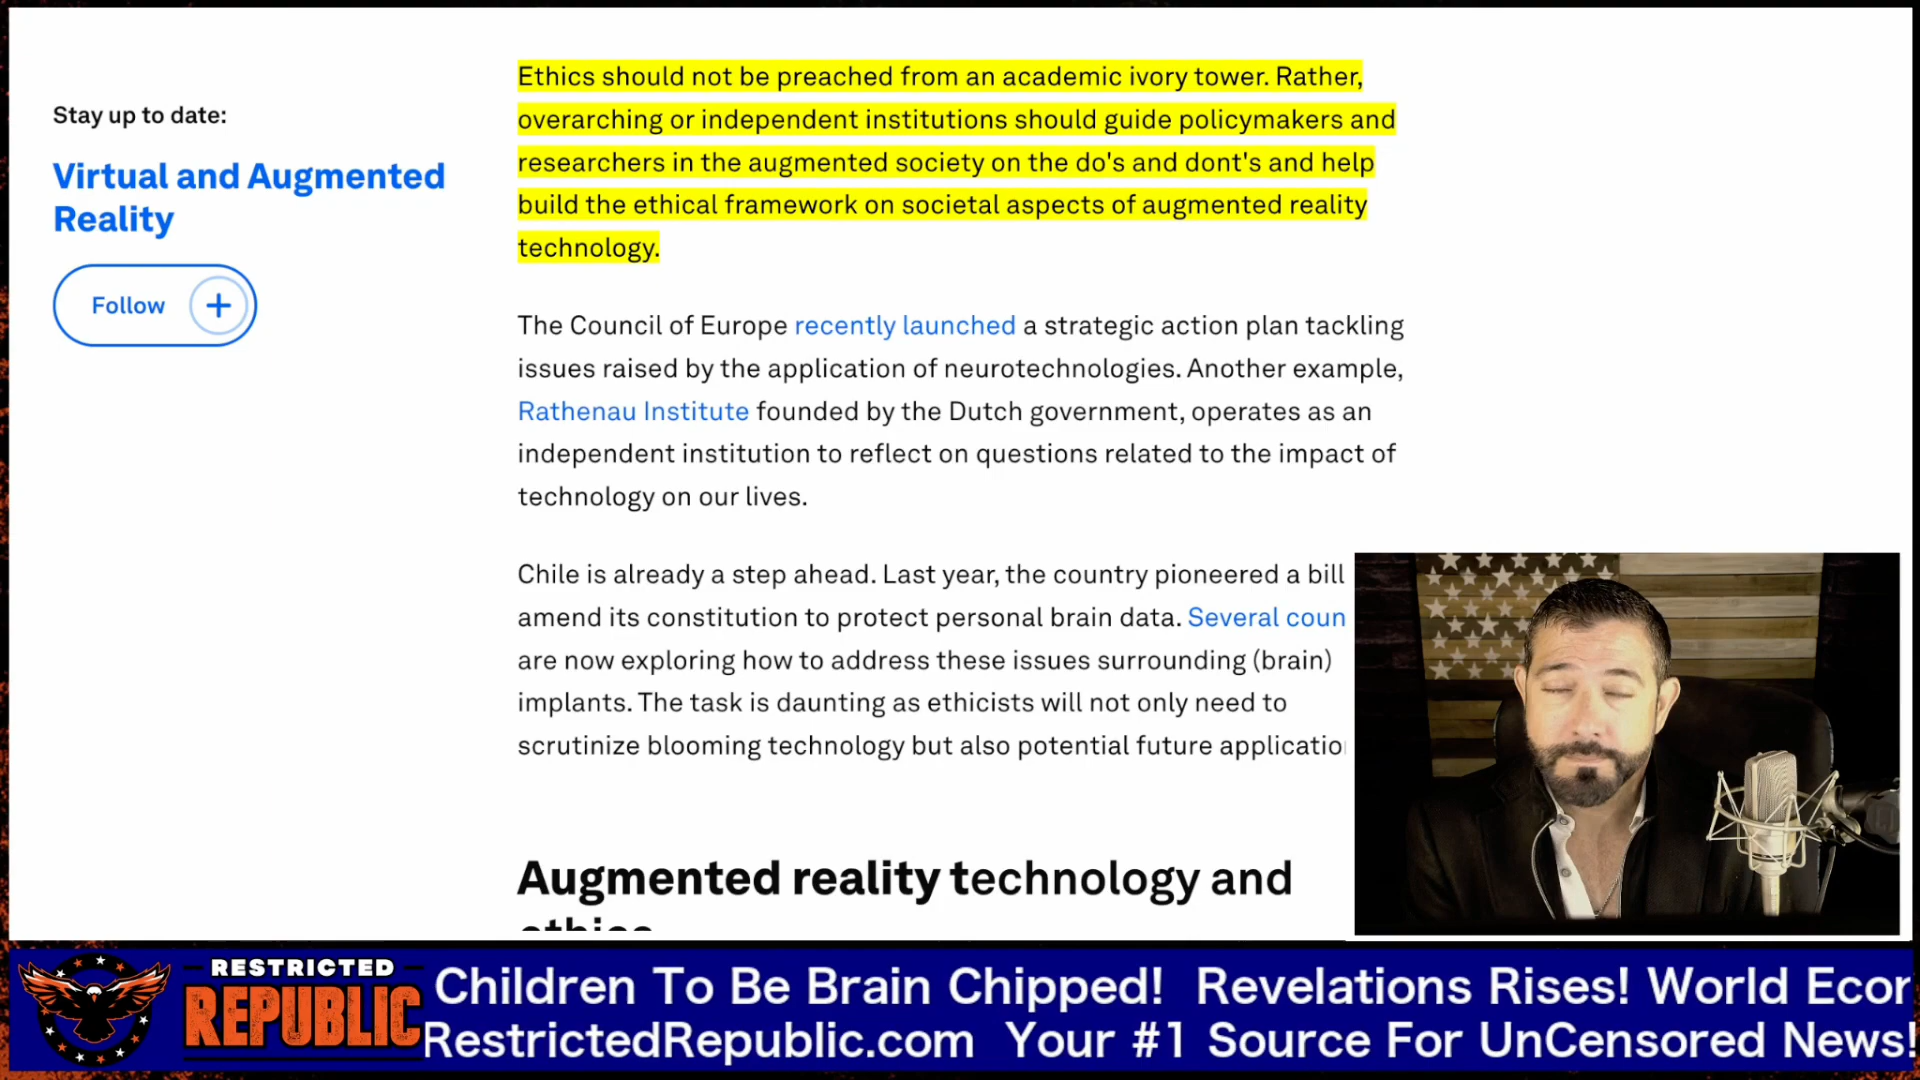 Stay up to date:
Virtual and Augmented
Reality
Follow
Ethics should not be preached from an academic ivory tower. Rather,
overarching or independent institutions should guide policymakers and
researchers in the augmented society on the do's and dont's and help
build the ethical framework on societal aspects of augmented reality
technology.
The Council of Europe recently launched a strategic action plan tackling
issues raised by the application of neurotechnologies. Another example,
Rathenau Institute founded by the Dutch government, operates as an
independent institution to reflect on questions related to the impact of
technology on our lives.
Chile is already a step ahead. Last year, the country pioneered a bill
amend its constitution to protect personal brain data. Several coun
are now exploring how to address these issues surrounding (brain)
implants. The task is daunting as ethicists will not only need to
scrutinize blooming technology but also potential future applicatio
Augmented reality technology and
ethics
RESTRICTED
REPUBLIC
Children To Be Brain Chipped! Revelations Rises! World Ecor
RestrictedRepublic.com Your #1 Source For UnCensored News!